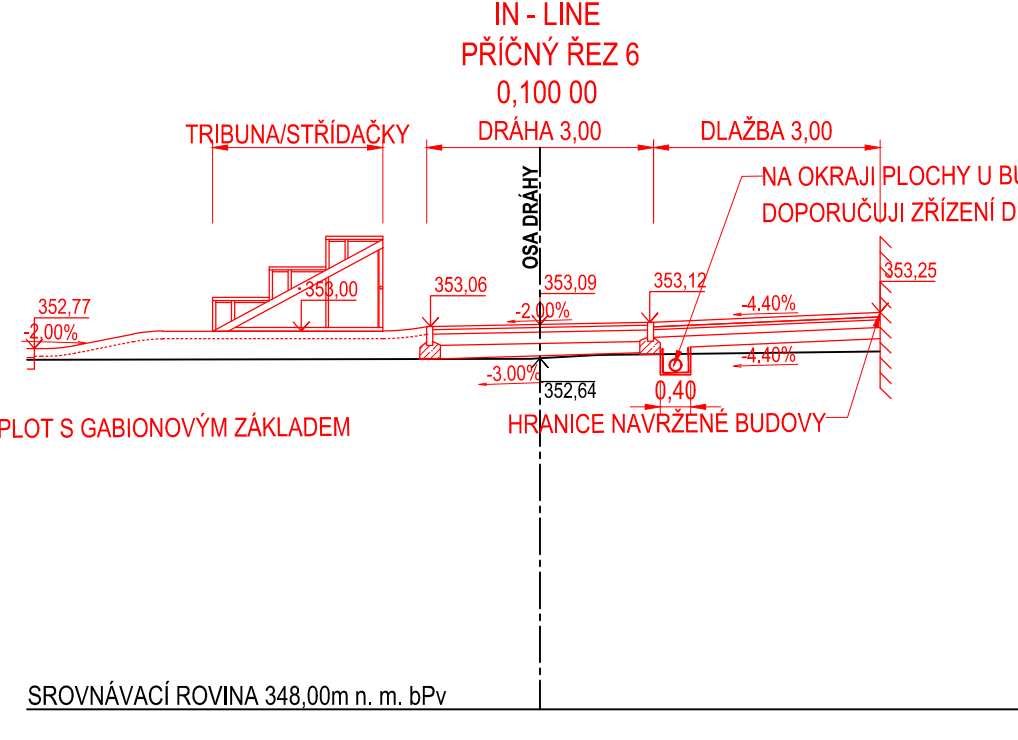 IN - LINE
PŘÍČNÝ ŘEZ 6
0,100 00
TRIBUNA/STŘÍDAČKY
DRÁHA 3,00
DLAŽBA 3,00
OSA DRÁHY
NA OKRAJI PLOCHY U BU
DOPORUČUJI ZŘÍZENÍ D
352,77
-2,00%
353,00
353,06
353,09
-2,00%
353,12
-4,40%
353,25
-3.00%
352,64
-4,40%
0,40
PLOT S GABIONOVÝM ZÁKLADEM
HRANICE NAVRŽENÉ BUDOVY
SROVNÁVACÍ ROVINA 348,00m n. m. bPv